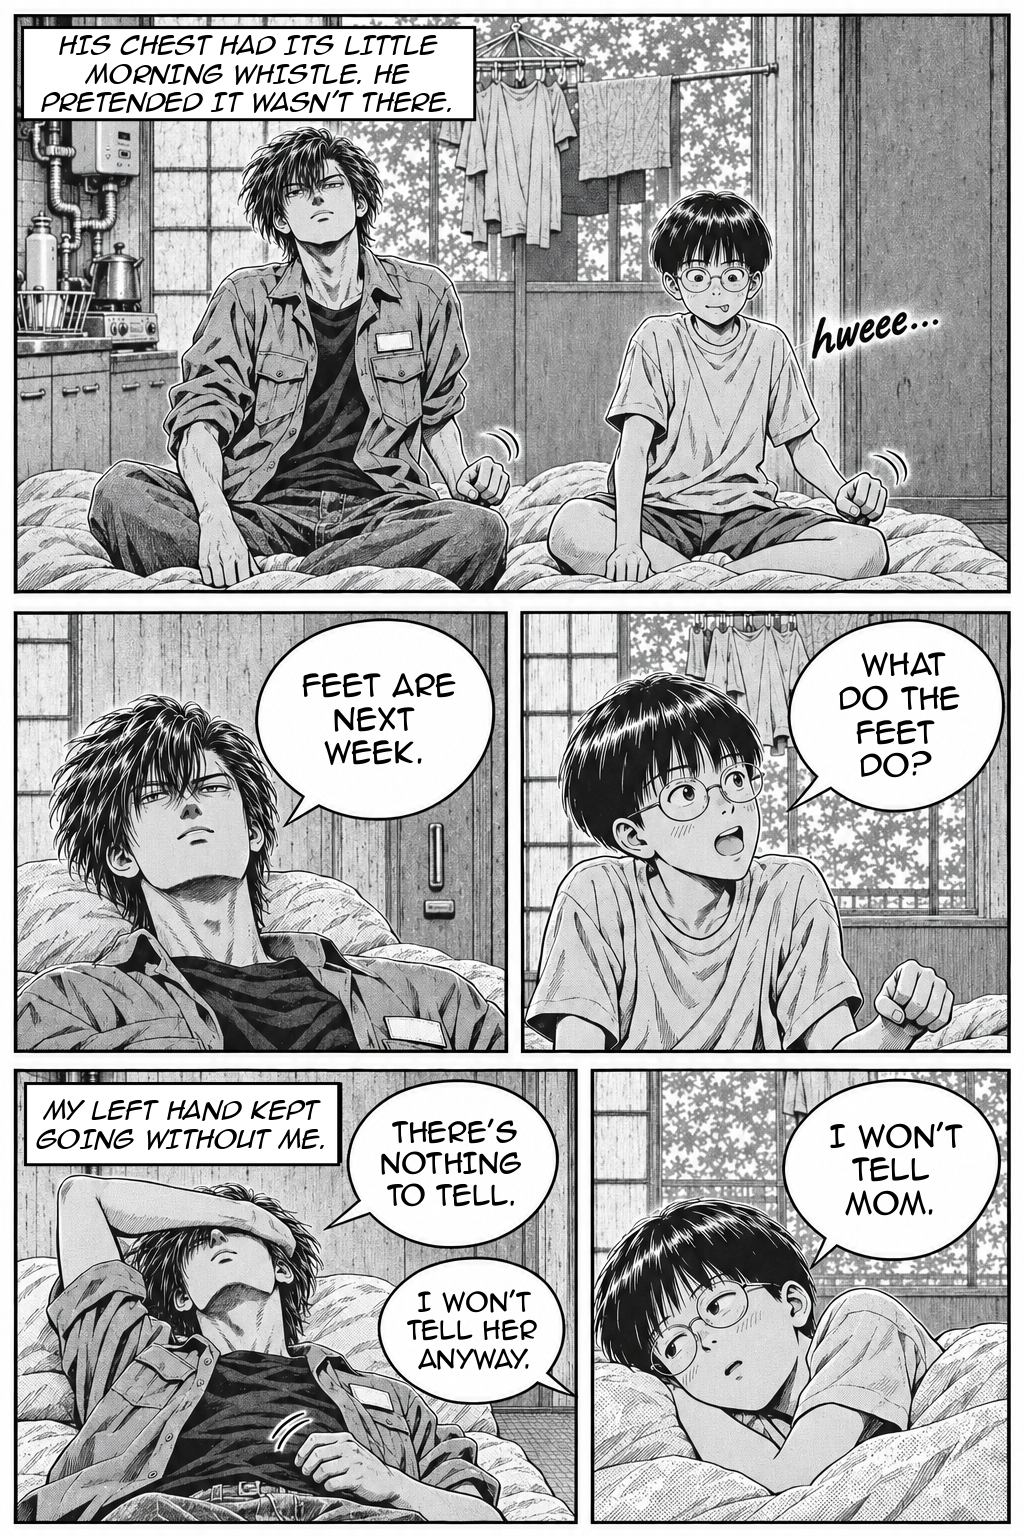 HIS CHEST HAD ITS LITTLE
MORNING WHISTLE. HE
PRETENDED IT WASN'T THERE.
hweee...
FEET ARE
NEXT
WEEK.
WHAT
DO THE
FEET
DO?
MY LEFT HAND KEPT
GOING WITHOUT ME.
THERE'S
NOTHING
TO TELL.
I WON'T
TELL HER
ANYWAY.
I WON'T
TELL
MOM.